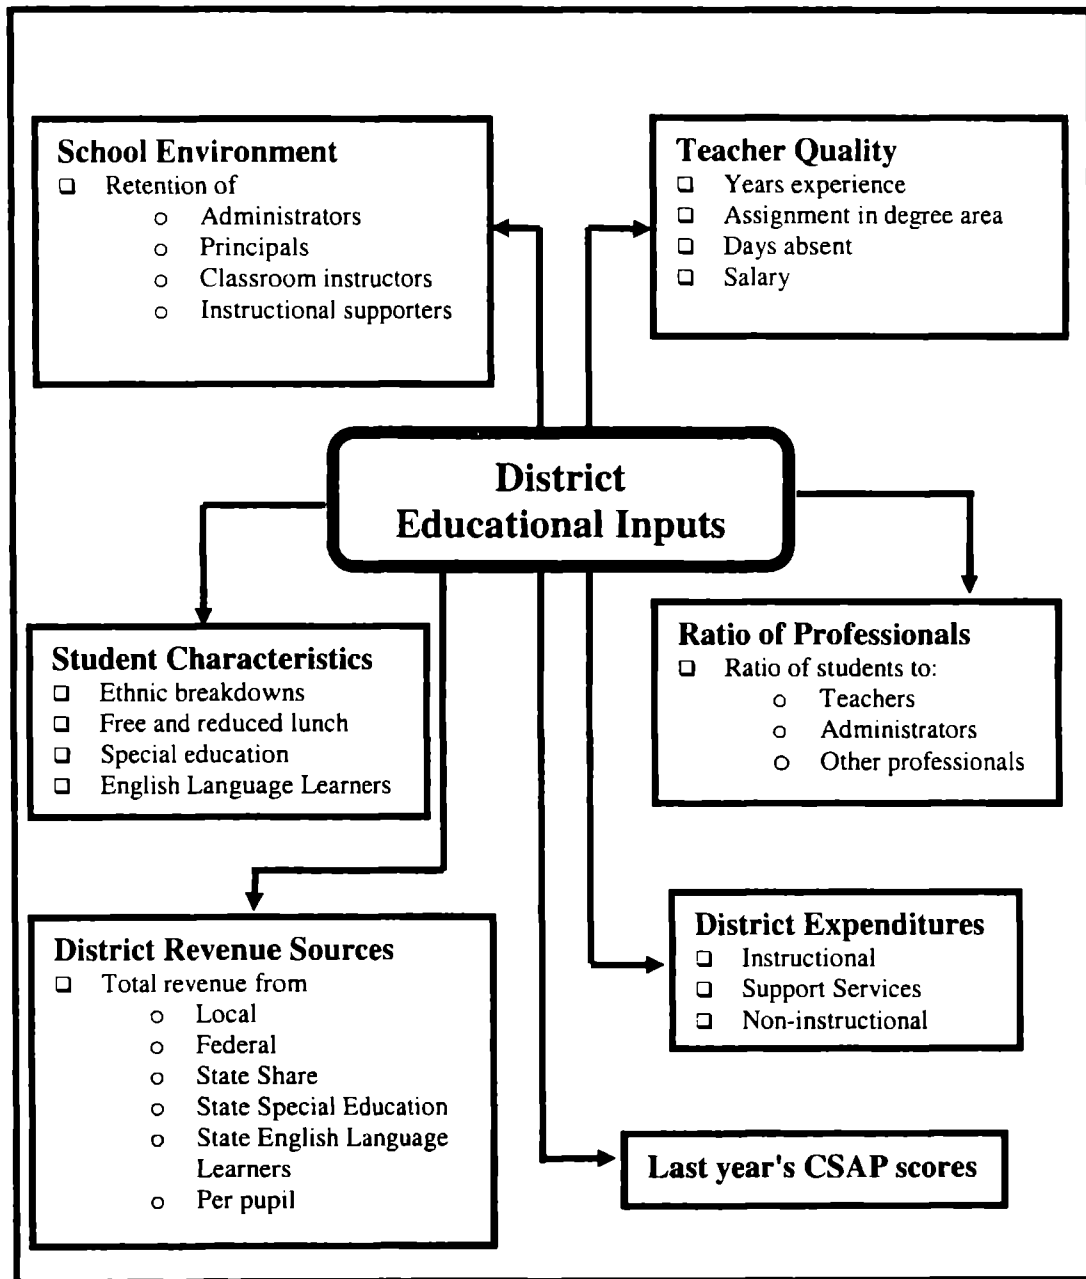 School Environment
❑ Retention of
o Administrators
o Principals
o Classroom instructors
o Instructional supporters
Teacher Quality
❑ Years experience
❑ Assignment in degree area
❑ Days absent
❑ Salary
District
Educational Inputs
Student Characteristics
❑ Ethnic breakdowns
❑ Free and reduced lunch
❑ Special education
❑ English Language Learners
Ratio of Professionals
❑ Ratio of students to:
o Teachers
o Administrators
o Other professionals
District Revenue Sources
❑ Total revenue from
o Local
o Federal
o State Share
o State Special Education
o State English Language
Learners
o Per pupil
District Expenditures
❑ Instructional
❑ Support Services
❑ Non-instructional
Last year's CSAP scores